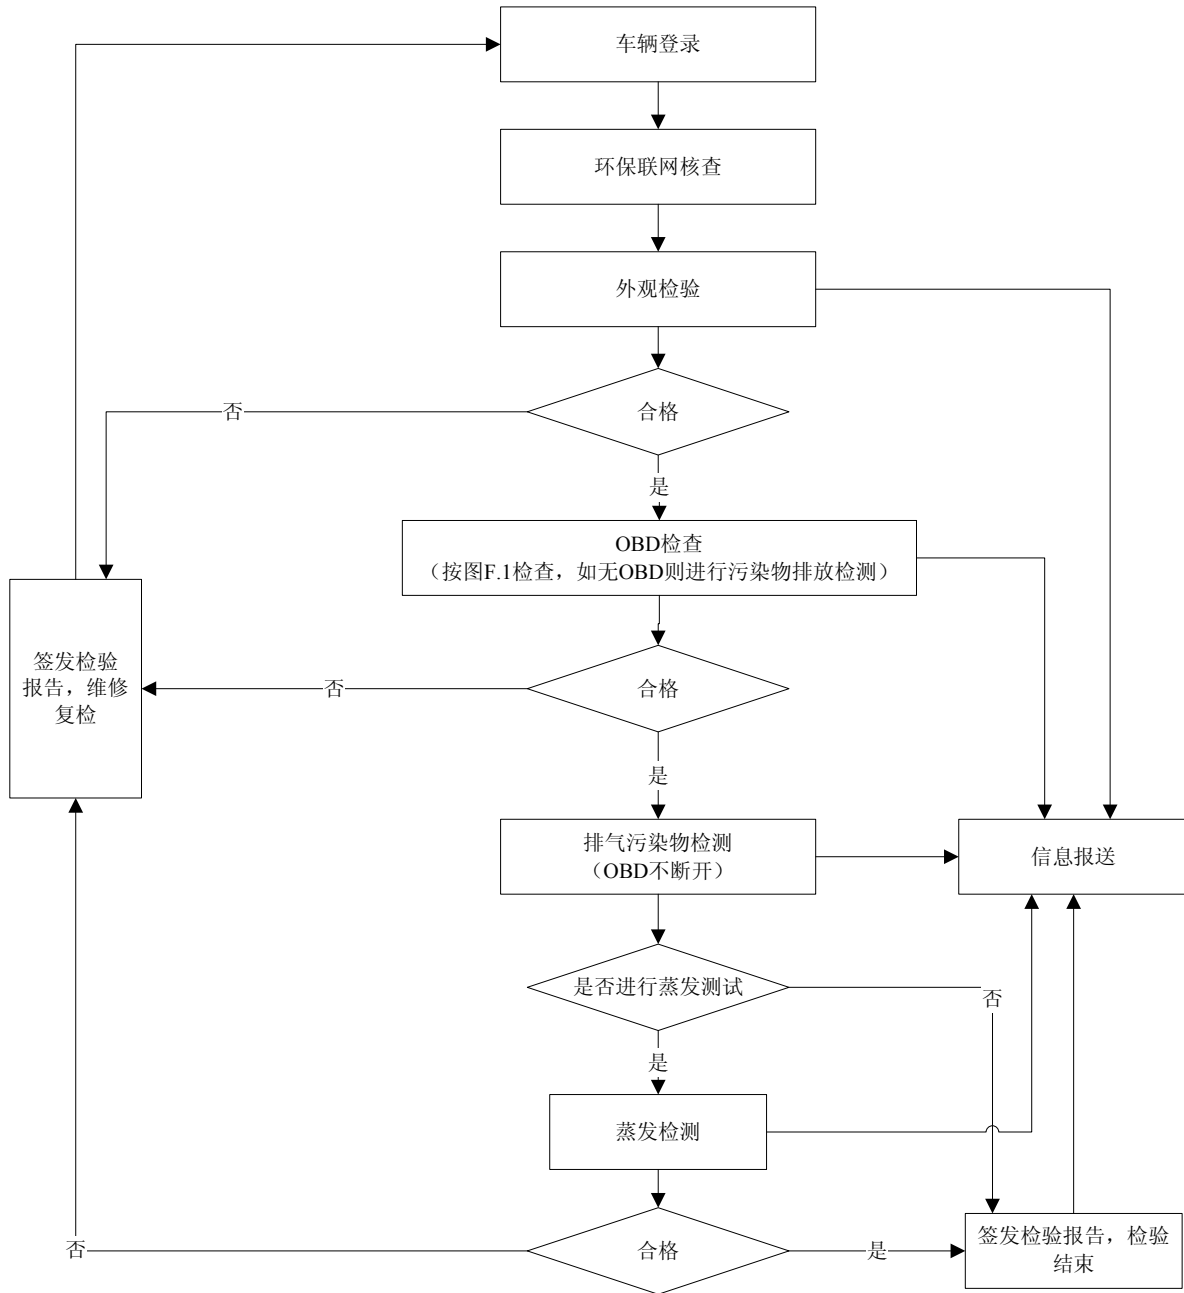 车辆登录
环保联网核查
外观检验
合格
否
是
OBD检查
（按图F.1检查，如无OBD则进行污染物排放检测）
签发检验
报告，维修
复检
否
合格
是
排气污染物检测
（OBD不断开）
信息报送
是否进行蒸发测试
否
是
蒸发检测
否
合格
是
签发检验报告，检验
结束